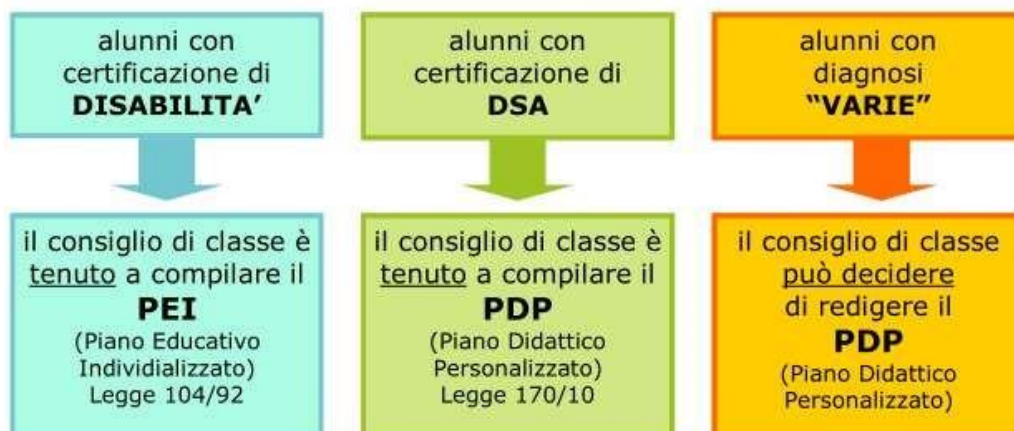 alunni con
certificazione di
DISABILITA’
il consiglio di classe è
tenuto a compilare il
PEI
(Piano Educativo
Individializzato)
Legge 104/92
alunni con
certificazione di
DSA
il consiglio di classe è
tenuto a compilare il
PDP
(Piano Didattico
Personalizzato)
Legge 170/10
alunni con
diagnosi
“VARIE”
il consiglio di classe
può decidere
di redigere il
PDP
(Piano Didattico
Personalizzato)